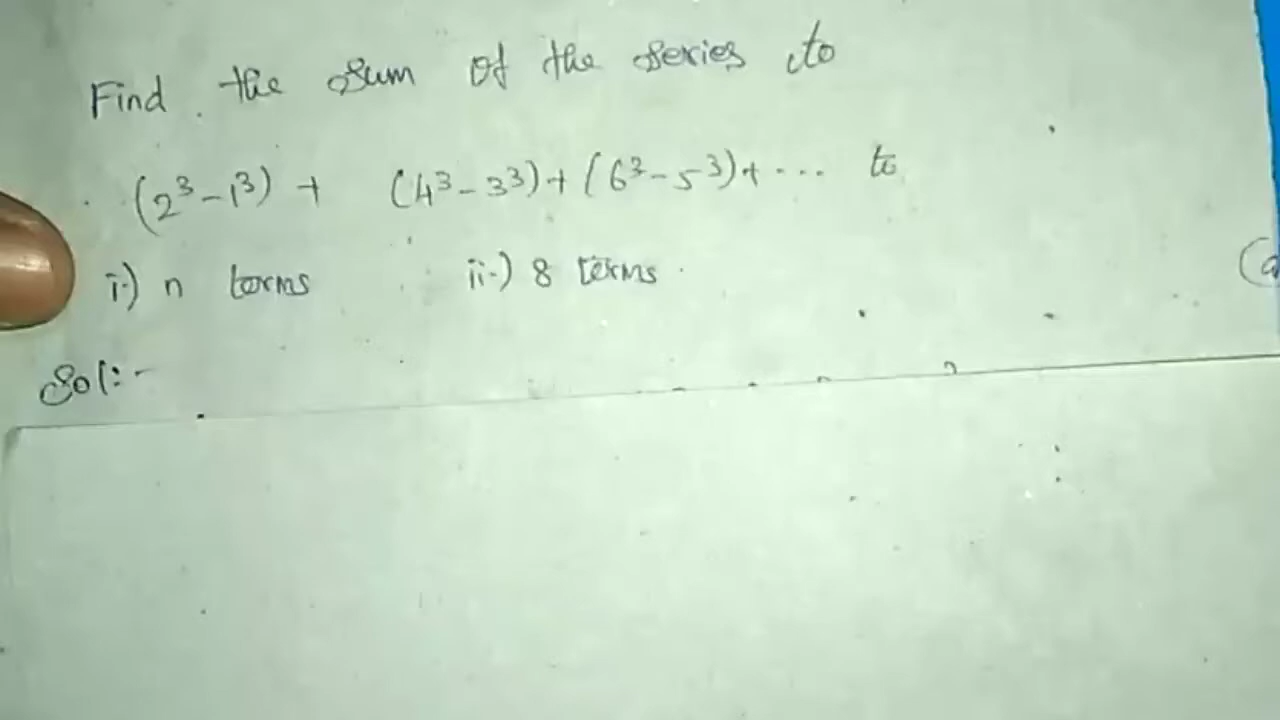 Find the sum of the series to
(2³-1³) + (4³-3³)+(6³-5³)+... to
i.) n terms ii.) 8 terms.
Sol:-